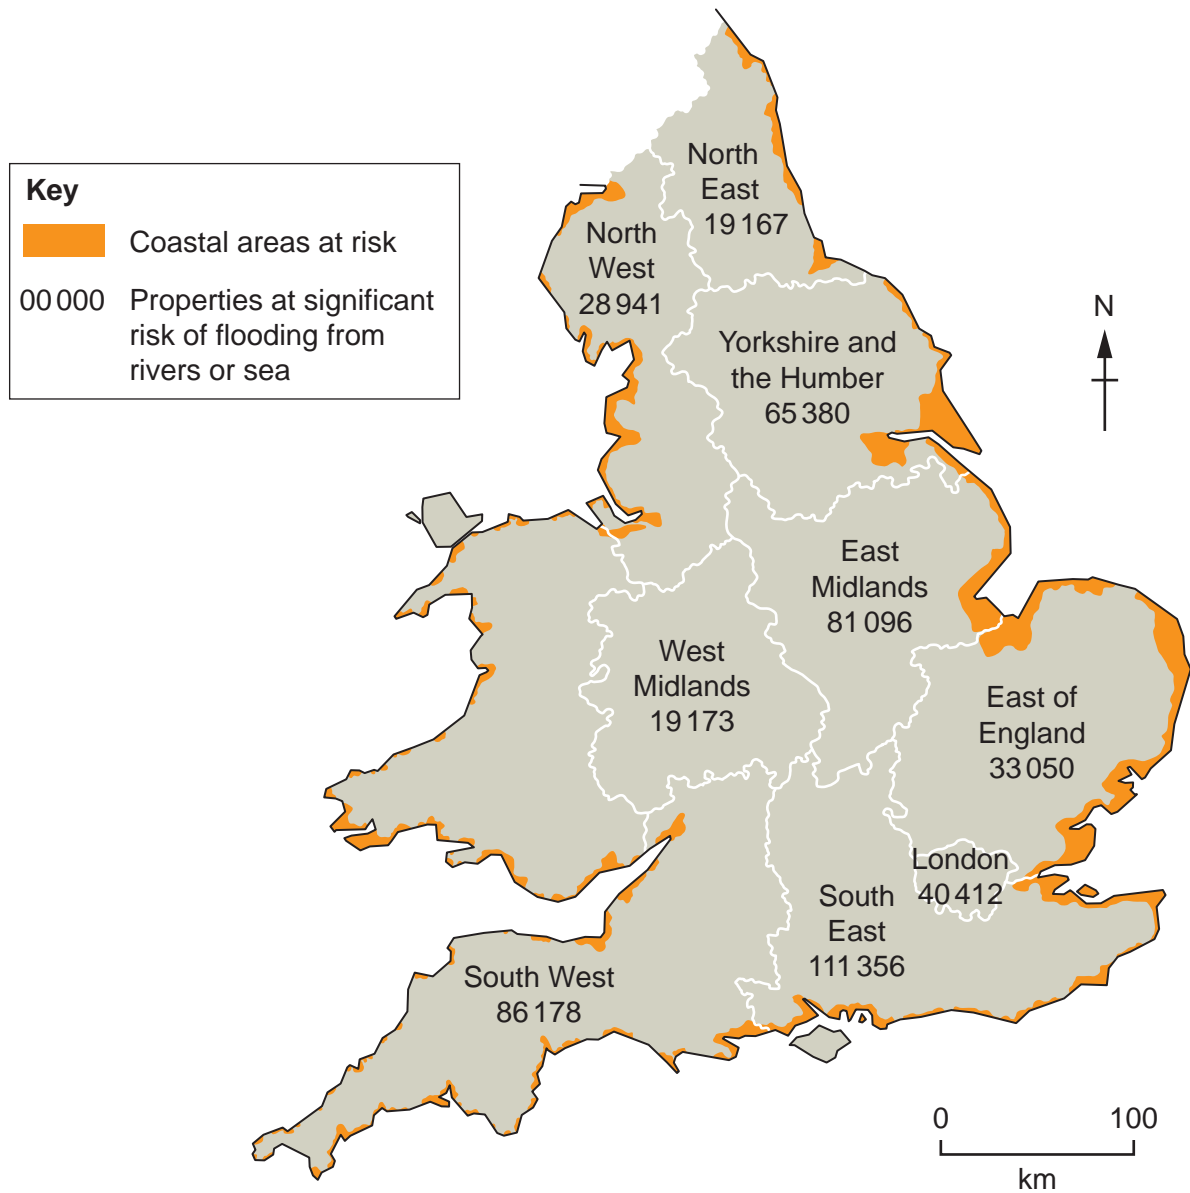 Key
Coastal areas at risk
00 000 Properties at significant
risk of flooding from
rivers or sea
North
East
19 167
North
West
28 941
Yorkshire and
the Humber
65 380
N
East
Midlands
81 096
West
Midlands
19 173
East of
England
33 050
London
40 412
South
East
111 356
South West
86 178
0 100
km